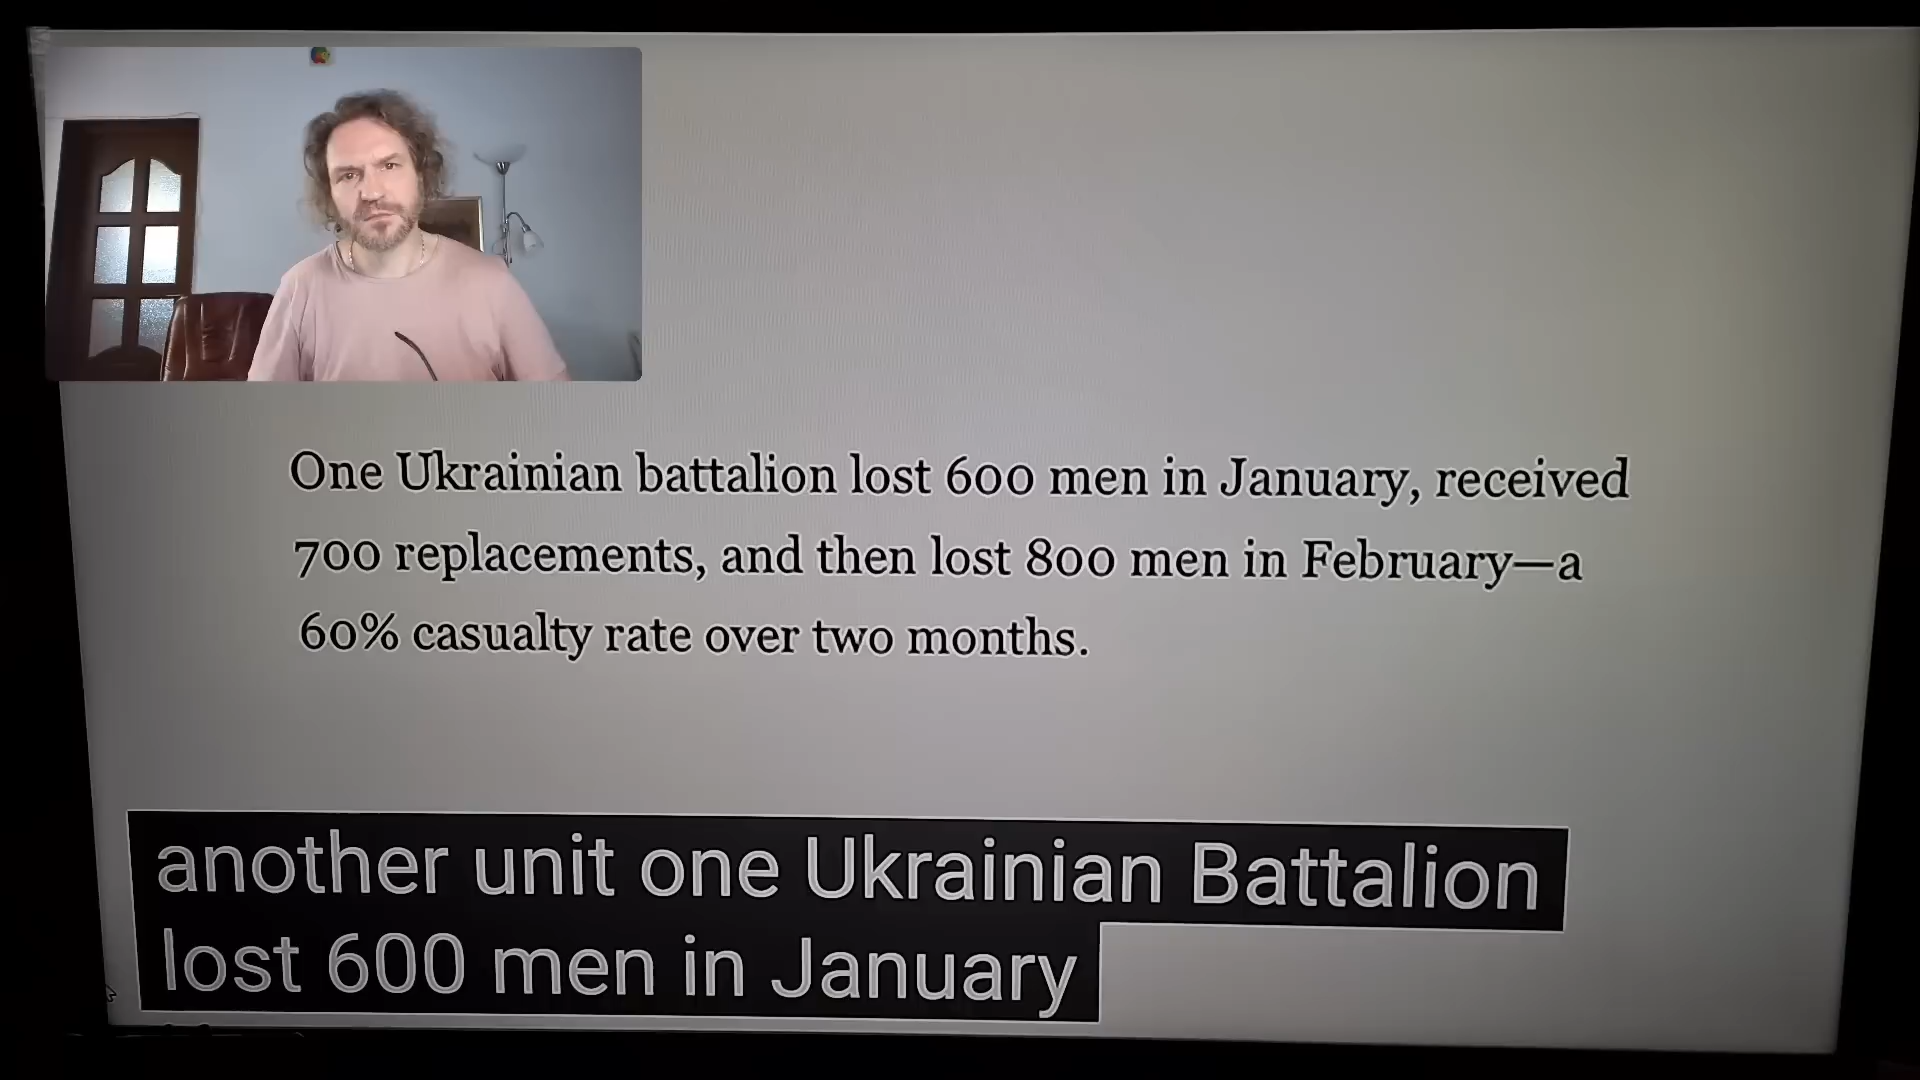 One Ukrainian battalion lost 600 men in January, received
700 replacements, and then lost 800 men in February—a
60% casualty rate over two months.
another unit one Ukrainian Battalion
lost 600 men in January